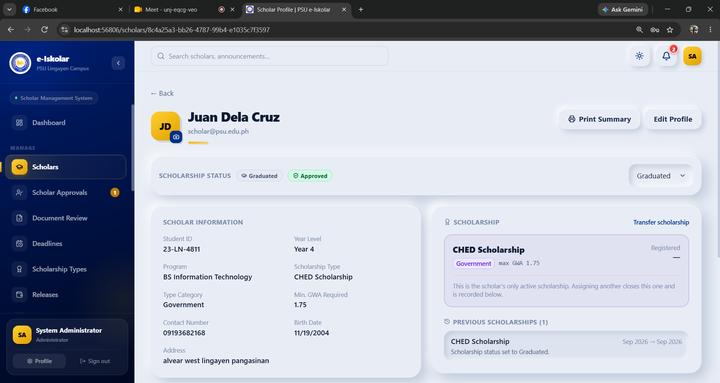 Facebook
Meet - unj-eqcg-veo
Scholar Profile | PSU e-Iskolar
Ask Gemini
localhost:56806/scholars/8c4a25a3-bb26-4787-99b4-e1035c7f3597
e-Iskolar
PSU Lingayen Campus
Scholar Management System
Dashboard
MANAGE
Scholars
Scholar Approvals
1
Document Review
Deadlines
Scholarship Types
Releases
SA
System Administrator
Administrator
Profile
Sign out
Search scholars, announcements...
2
SA
← Back
JD
Juan Dela Cruz
scholar@psu.edu.ph
Print Summary
Edit Profile
SCHOLARSHIP STATUS
Graduated
Approved
Graduated
SCHOLAR INFORMATION
Student ID
Year Level
23-LN-4811
Year 4
Program
Scholarship Type
BS Information Technology
CHED Scholarship
Type Category
Min. GWA Required
Government
1.75
Contact Number
Birth Date
09193682168
11/19/2004
Address
alvear west lingayen pangasinan
SCHOLARSHIP
Transfer scholarship
CHED Scholarship
Registered
Government max GWA 1.75
—
This is the scholar's only active scholarship. Assigning another closes this one and
is recorded below.
PREVIOUS SCHOLARSHIPS (1)
CHED Scholarship
Sep 2026 → Sep 2026
Scholarship status set to Graduated.